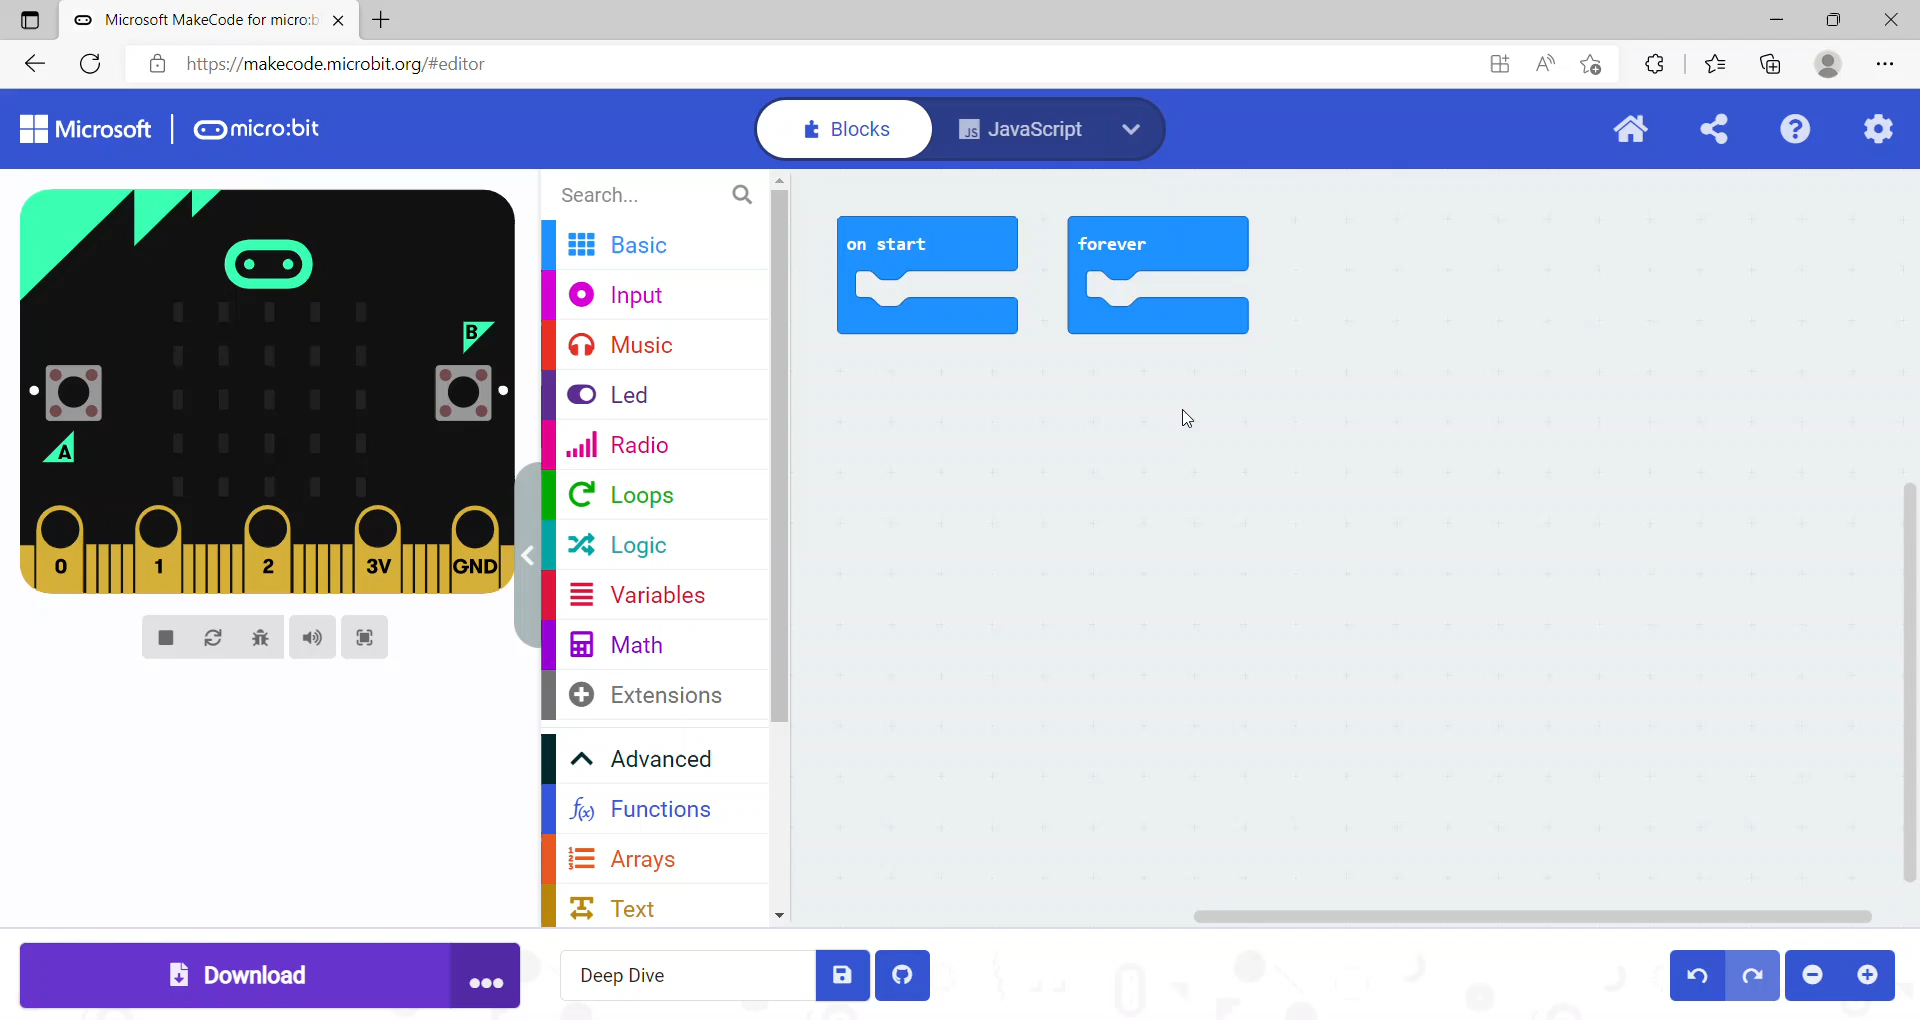 Microsoft MakeCode for micro:b
https://makecode.microbit.org/#editor
Microsoft | micro:bit
Blocks
JS JavaScript
B
A
0 1 2 3V GND
Search...
Basic
Input
Music
Led
Radio
Loops
Logic
Variables
Math
Extensions
Advanced
f(x) Functions
Arrays
Text
on start
forever
Download
Deep Dive